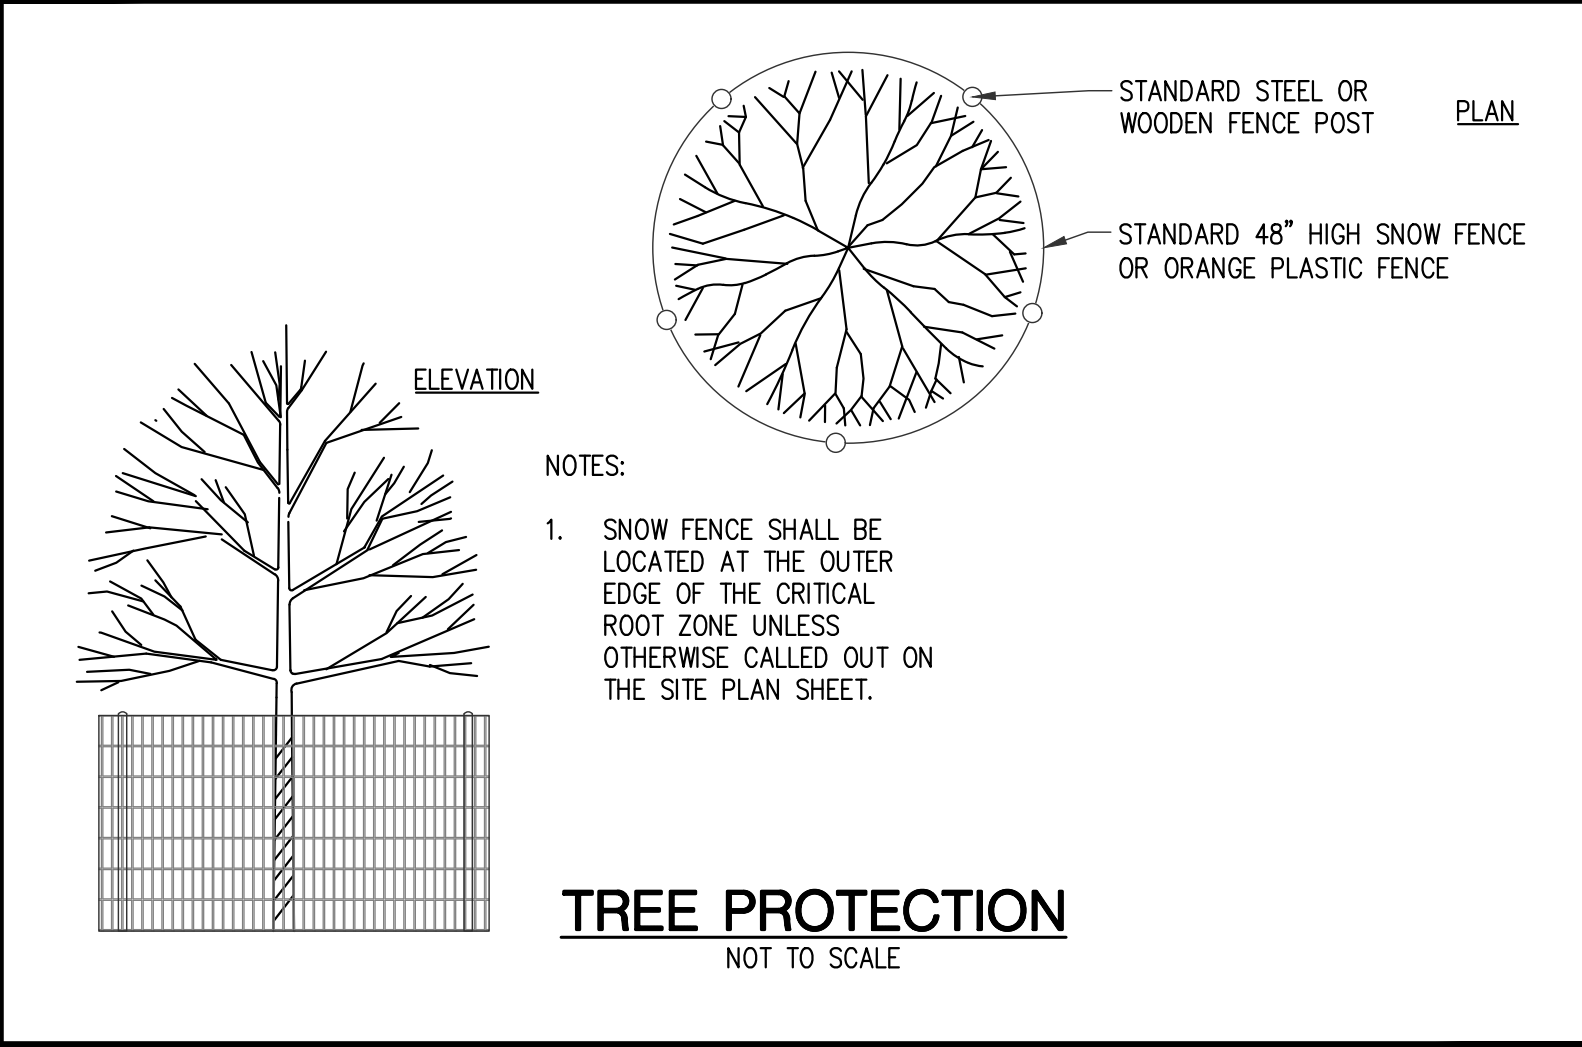 STANDARD STEEL OR
WOODEN FENCE POST
PLAN
STANDARD 48" HIGH SNOW FENCE
OR ORANGE PLASTIC FENCE
ELEVATION
NOTES:
1. SNOW FENCE SHALL BE
LOCATED AT THE OUTER
EDGE OF THE CRITICAL
ROOT ZONE UNLESS
OTHERWISE CALLED OUT ON
THE SITE PLAN SHEET.
TREE PROTECTION
NOT TO SCALE